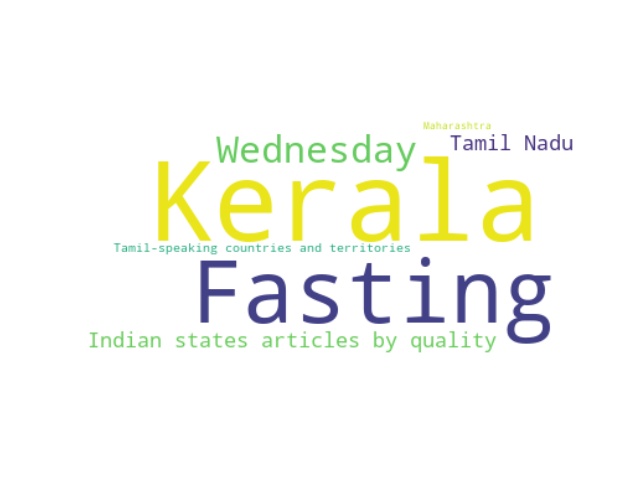 Maharashtra
Wednesday
Tamil Nadu
Kerala
Tamil-speaking countries and territories
Fasting
Indian states articles by quality